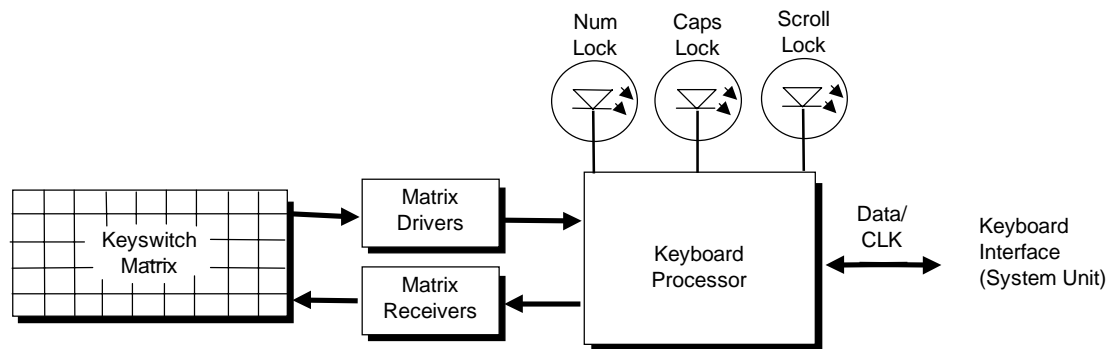 Num
Lock
Caps
Lock
Scroll
Lock
Keyswitch
Matrix
Matrix
Drivers
Matrix
Receivers
Keyboard
Processor
Data/
CLK
Keyboard
Interface
(System Unit)